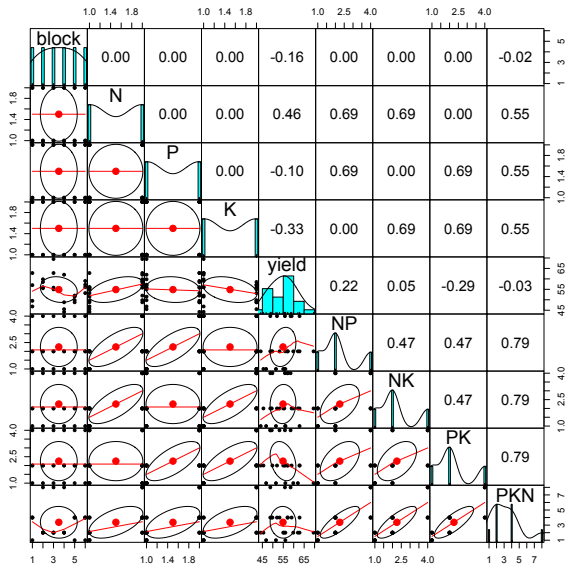 1.0 1.4 1.8 1.0 2.5 4.0 1.0 2.5 4.0
block 0.00 0.00 0.00 -0.16 0.00 0.00 0.00 -0.02 1 3 5
1.0 1.4 1.8 N 0.00 0.00 0.46 0.69 0.69 0.00 0.55
P 0.00 -0.10 0.69 0.00 0.69 0.55 1.0 1.4 1.8
1.0 1.4 1.8 K -0.33 0.00 0.69 0.69 0.55
yield 0.22 0.05 -0.29 -0.03 45 55 65
1.0 2.5 4.0 NP 0.47 0.47 0.79
NK 0.47 0.79 1.0 2.5 4.0
1.0 2.5 4.0 PK 0.79
PKN 1 3 5 7
1 3 5 1.0 1.4 1.8 45 55 65 1.0 2.5 4.0 1 3 5 7